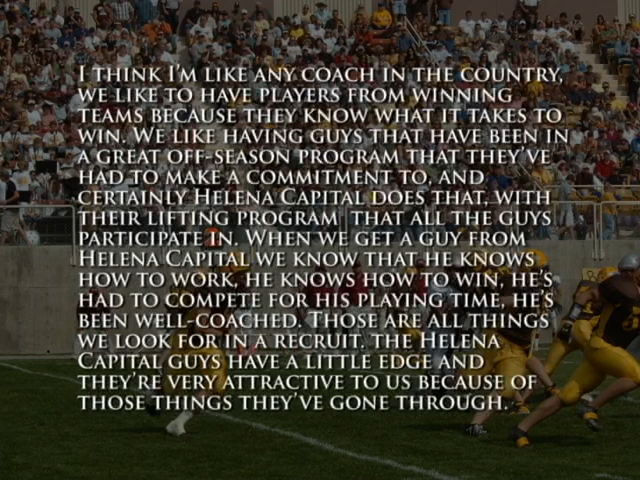 I THINK I'M LIKE ANY COACH IN THE COUNTRY,
WE LIKE TO HAVE PLAYERS FROM WINNING
TEAMS BECAUSE THEY KNOW WHAT IT TAKES TO
WIN. WE LIKE HAVING GUYS THAT HAVE BEEN IN
A GREAT OFF-SEASON PROGRAM THAT THEY'VE
HAD TO MAKE A COMMITMENT TO, AND
CERTAINLY HELENA CAPITAL DOES THAT, WITH
THEIR LIFTING PROGRAM THAT ALL THE GUYS
PARTICIPATE IN. WHEN WE GET A GUY FROM
HELENA CAPITAL WE KNOW THAT HE KNOWS
HOW TO WORK, HE KNOWS HOW TO WIN, HE'S
HAD TO COMPETE FOR HIS PLAYING TIME, HE'S
BEEN WELL-COACHED. THOSE ARE ALL THINGS
WE LOOK FOR IN A RECRUIT. THE HELENA
CAPITAL GUYS HAVE A LITTLE EDGE AND
THEY'RE VERY ATTRACTIVE TO US BECAUSE OF
THOSE THINGS THEY'VE GONE THROUGH.